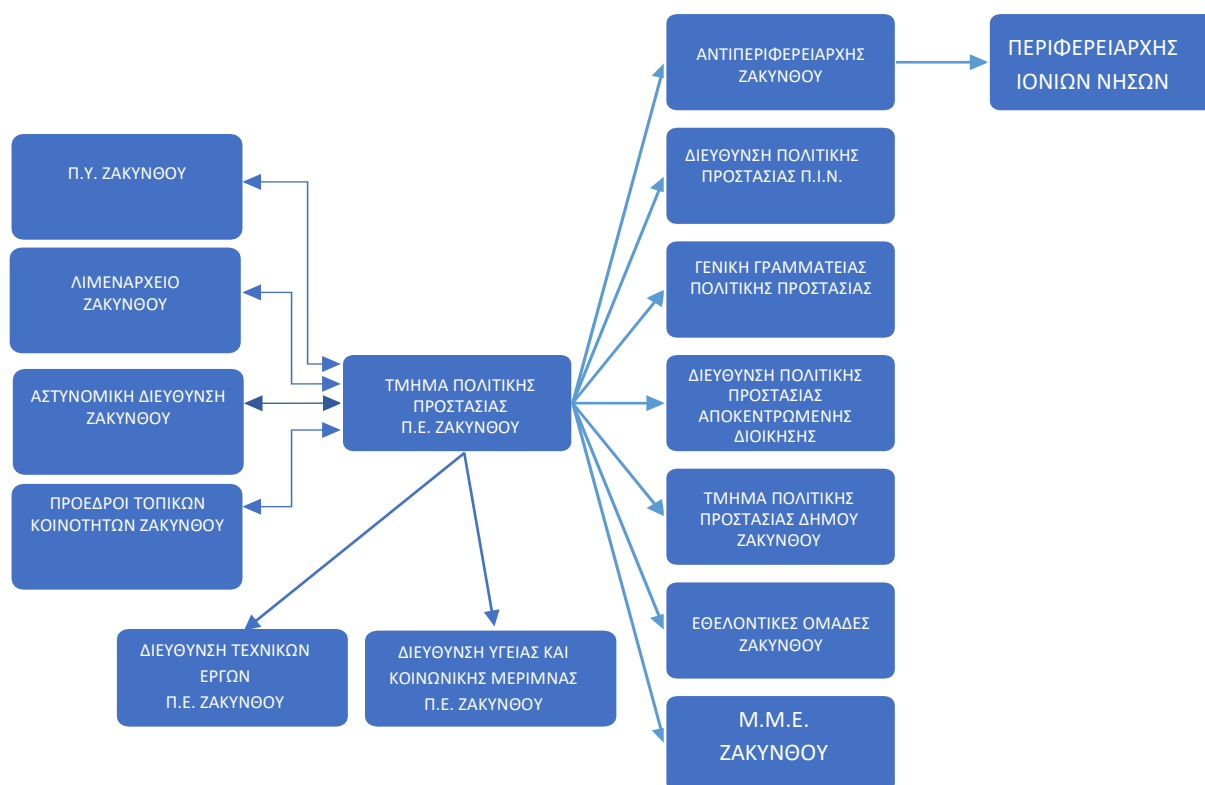 ΑΝΤΙΠΕΡΙΦΕΡΕΙΑΡΧΗΣ
ΖΑΚΥΝΘΟΥ
ΠΕΡΙΦΕΡΕΙΑΡΧΗΣ
ΙΟΝΙΩΝ ΝΗΣΩΝ
Π.Υ. ΖΑΚΥΝΘΟΥ
ΔΙΕΥΘΥΝΣΗ ΠΟΛΙΤΙΚΗΣ
ΠΡΟΣΤΑΣΙΑΣ Π.Ι.Ν.
ΛΙΜΕΝΑΡΧΕΙΟ
ΖΑΚΥΝΘΟΥ
ΓΕΝΙΚΗ ΓΡΑΜΜΑΤΕΙΑΣ
ΠΟΛΙΤΙΚΗΣ ΠΡΟΣΤΑΣΙΑΣ
ΑΣΤΥΝΟΜΙΚΗ ΔΙΕΥΘΥΝΣΗ
ΖΑΚΥΝΘΟΥ
ΤΜΗΜΑ ΠΟΛΙΤΙΚΗΣ
ΠΡΟΣΤΑΣΙΑΣ
Π.Ε. ΖΑΚΥΝΘΟΥ
ΔΙΕΥΘΥΝΣΗ ΠΟΛΙΤΙΚΗΣ
ΠΡΟΣΤΑΣΙΑΣ
ΑΠΟΚΕΝΤΡΩΜΕΝΗΣ
ΔΙΟΙΚΗΣΗΣ
ΠΡΟΕΔΡΟΙ ΤΟΠΙΚΩΝ
ΚΟΙΝΟΤΗΤΩΝ ΖΑΚΥΝΘΟΥ
ΤΜΗΜΑ ΠΟΛΙΤΙΚΗΣ
ΠΡΟΣΤΑΣΙΑΣ ΔΗΜΟΥ
ΖΑΚΥΝΘΟΥ
ΕΘΕΛΟΝΤΙΚΕΣ ΟΜΑΔΕΣ
ΖΑΚΥΝΘΟΥ
ΔΙΕΥΘΥΝΣΗ ΤΕΧΝΙΚΩΝ
ΕΡΓΩΝ
Π.Ε. ΖΑΚΥΝΘΟΥ
ΔΙΕΥΘΥΝΣΗ ΥΓΕΙΑΣ ΚΑΙ
ΚΟΙΝΩΝΙΚΗΣ ΜΕΡΙΜΝΑΣ
Π.Ε. ΖΑΚΥΝΘΟΥ
Μ.Μ.Ε.
ΖΑΚΥΝΘΟΥ